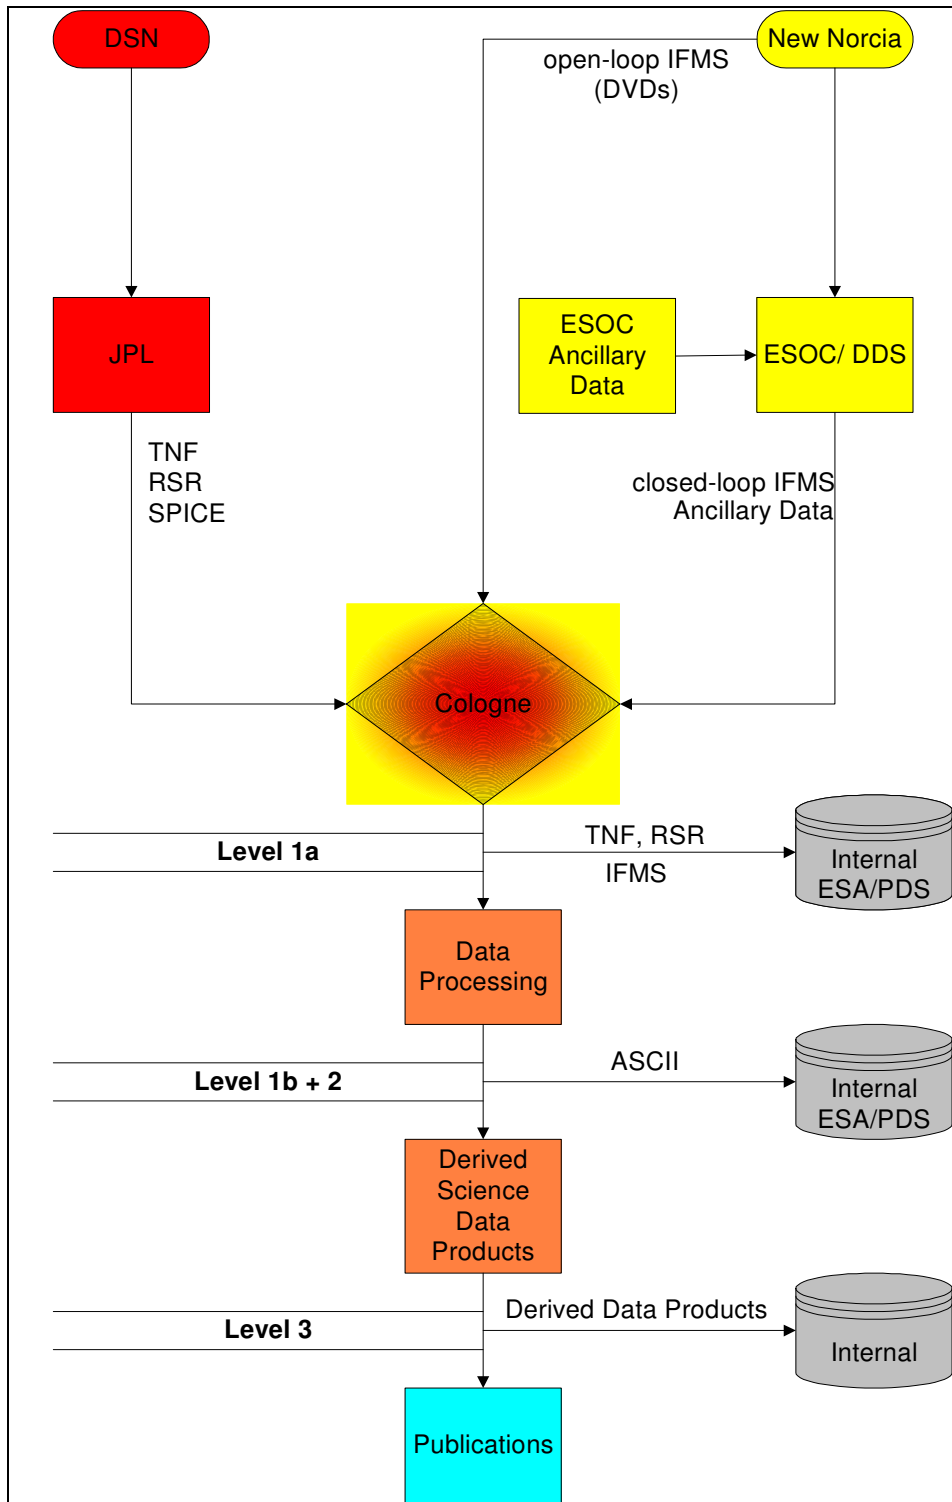 DSN
New Norcia
open-loop IFMS
(DVDs)
JPL
ESOC
Ancillary
Data
ESOC/ DDS
TNF
RSR
SPICE
closed-loop IFMS
Ancillary Data
Cologne
Level 1a
TNF, RSR
IFMS
Internal
ESA/PDS
Data
Processing
Level 1b + 2
ASCII
Internal
ESA/PDS
Derived
Science
Data
Products
Level 3
Derived Data Products
Internal
Publications